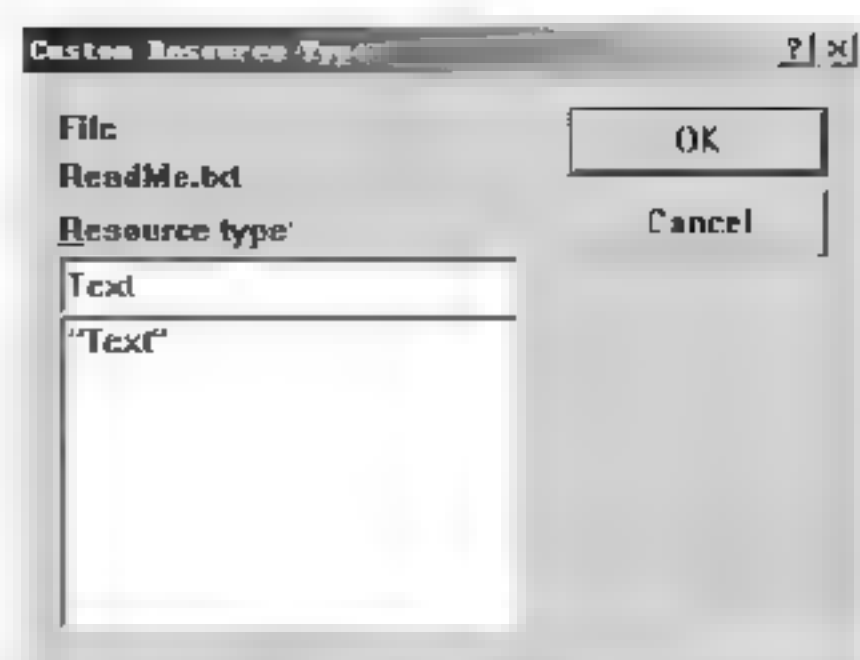 Custom Resource Type
File
ReadMe.txt
Resource type:
Text
"Text"
OK
Cancel